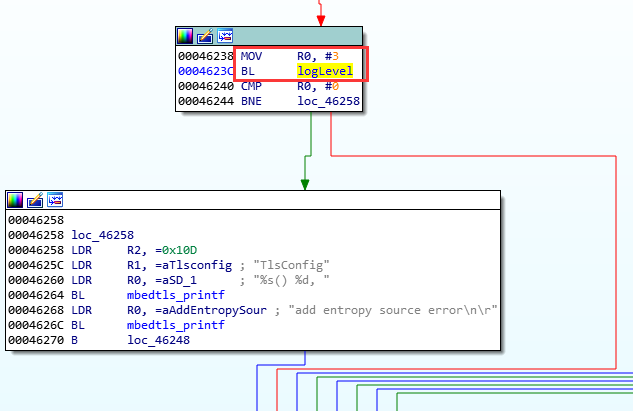 00046238 MOV R0, #3
0004623C BL logLevel
00046240 CMP R0, #0
00046244 BNE loc_46258
00046258
00046258 loc_46258
00046258 LDR R2, =0x10D
0004625C LDR R1, =aTlsconfig ; "TlsConfig"
00046260 LDR R0, =aSD_1 ; "%s() %d, "
00046264 BL mbedtls_printf
00046268 LDR R0, =aAddEntropySour ; "add entropy source error\n\r"
0004626C BL mbedtls_printf
00046270 B loc_46248